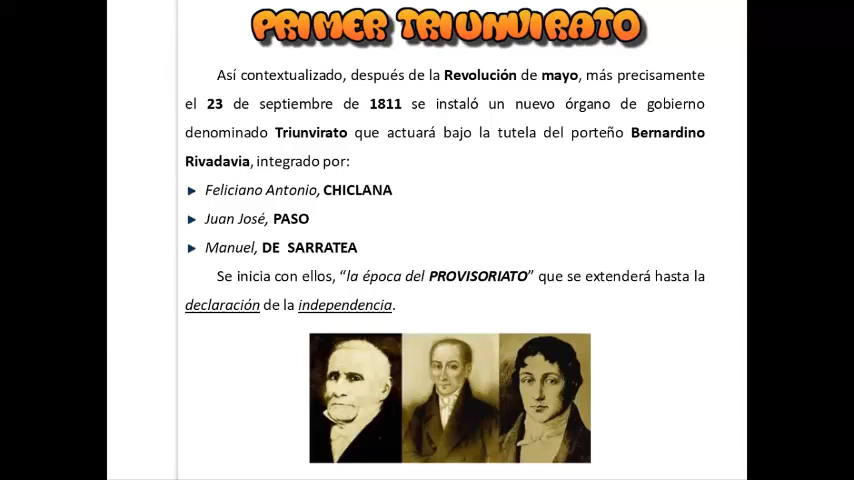 PRIMER TRIUNVIRATO
Así contextualizado, después de la Revolución de mayo, más precisamente
el 23 de septiembre de 1811 se instaló un nuevo órgano de gobierno
denominado Triunvirato que actuará bajo la tutela del porteño Bernardino
Rivadavia, integrado por:
Feliciano Antonio, CHICLANA
Juan José, PASO
Manuel, DE SARRATEA
Se inicia con ellos, “la época del PROVISORIATO” que se extenderá hasta la
declaración de la independencia.